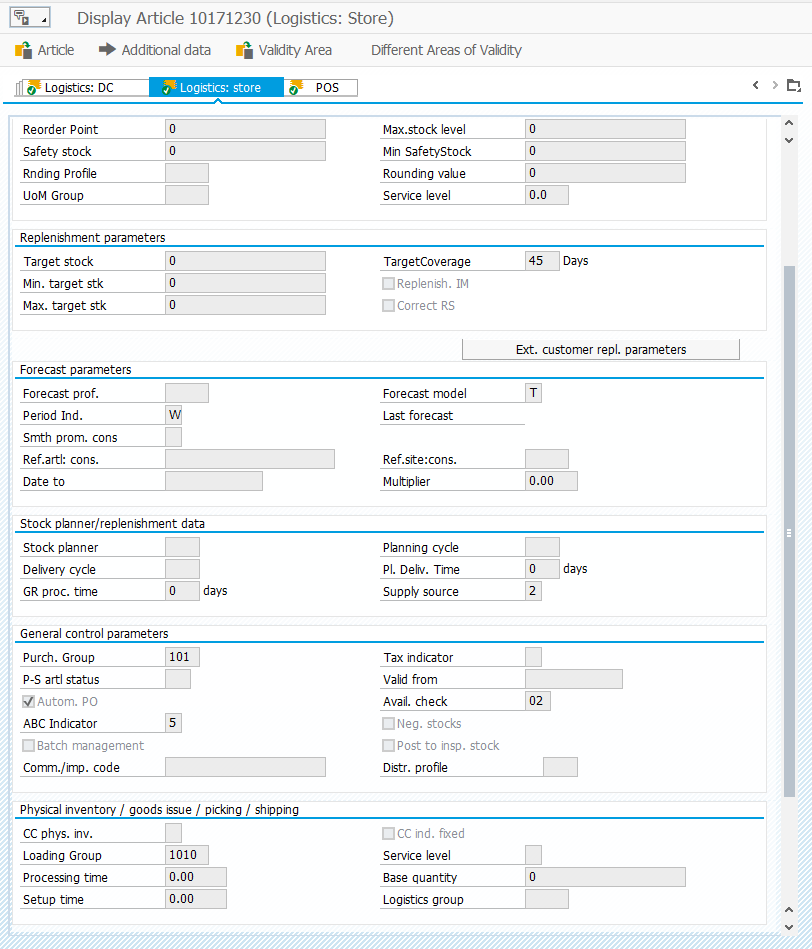 Display Article 10171230 (Logistics: Store)
Article Additional data Validity Area Different Areas of Validity
Logistics: DC Logistics: store POS
Reorder Point 0 Max.stock level 0
Safety stock 0 Min SafetyStock 0
Rnding Profile Rounding value 0
UoM Group Service level 0.0
Replenishment parameters
Target stock 0 TargetCoverage 45 Days
Min. target stk 0 Replenish. IM
Max. target stk 0 Correct RS
Ext. customer repl. parameters
Forecast parameters
Forecast prof. Forecast model T
Period Ind. W Last forecast
Smth prom. cons
Ref.artl: cons. Ref.site:cons.
Date to Multiplier 0.00
Stock planner/replenishment data
Stock planner Planning cycle
Delivery cycle Pl. Deliv. Time 0 days
GR proc. time 0 days Supply source 2
General control parameters
Purch. Group 101 Tax indicator
P-S artl status Valid from
Autom. PO Avail. check 02
ABC Indicator 5 Neg. stocks
Batch management Post to insp. stock
Comm./imp. code Distr. profile
Physical inventory / goods issue / picking / shipping
CC phys. inv. CC ind. fixed
Loading Group 1010 Service level
Processing time 0.00 Base quantity 0
Setup time 0.00 Logistics group